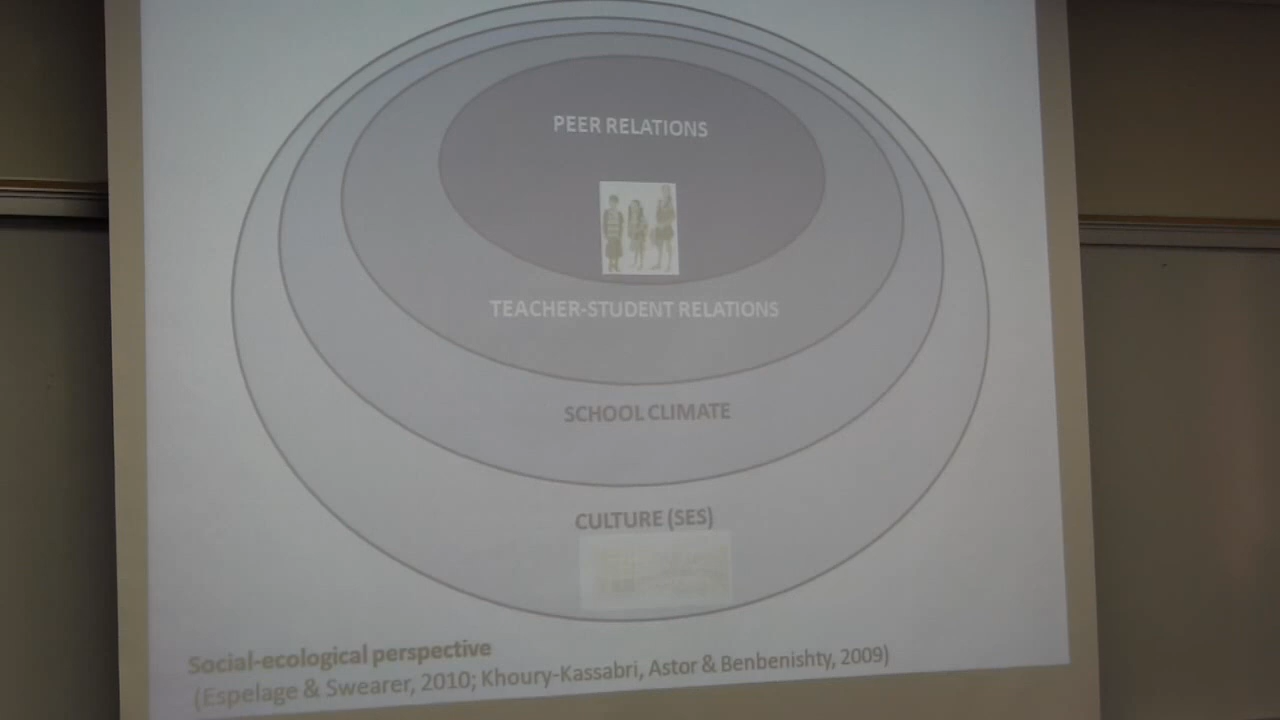 PEER RELATIONS
TEACHER-STUDENT RELATIONS
SCHOOL CLIMATE
CULTURE (SES)
Social-ecological perspective
(Espelage & Swearer, 2010; Khoury-Kassabri, Astor & Benbenishty, 2009)